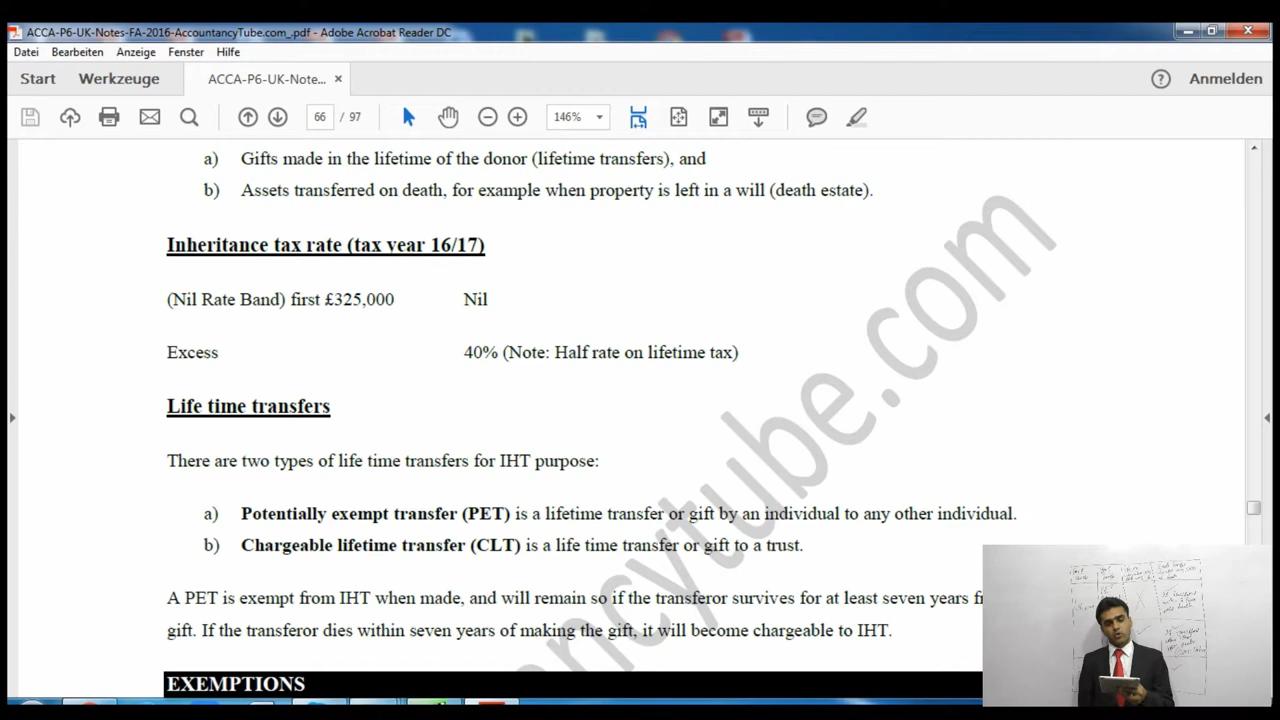 ACCA-P6-UK-Notes-FA-2016-AccountancyTube.com_.pdf - Adobe Acrobat Reader DC
Datei Bearbeiten Anzeige Fenster Hilfe
Start Werkzeuge ACCA-P6-UK-Note... × ? Anmelden
66 / 97 146%
a) Gifts made in the lifetime of the donor (lifetime transfers), and
b) Assets transferred on death, for example when property is left in a will (death estate).
Inheritance tax rate (tax year 16/17)
(Nil Rate Band) first £325,000 Nil
Excess 40% (Note: Half rate on lifetime tax)
Life time transfers
There are two types of life time transfers for IHT purpose:
a) Potentially exempt transfer (PET) is a lifetime transfer or gift by an individual to any other individual.
b) Chargeable lifetime transfer (CLT) is a life time transfer or gift to a trust.
A PET is exempt from IHT when made, and will remain so if the transferor survives for at least seven years
gift. If the transferor dies within seven years of making the gift, it will become chargeable to IHT.
EXEMPTIONS
ncytube.com